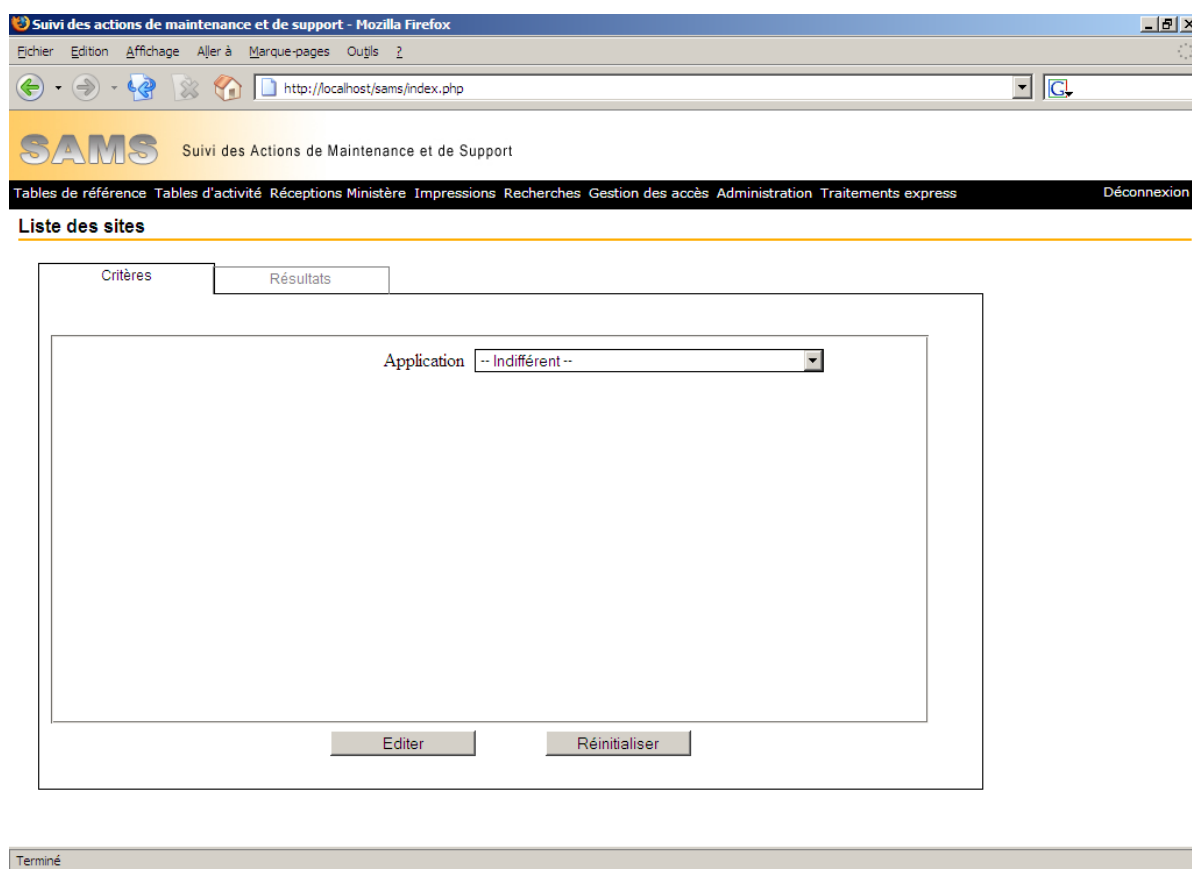 Suivi des actions de maintenance et de support - Mozilla Firefox
Fichier Edition Affichage Aller à Marque-pages Outils ?
http://localhost/sams/index.php
G
SAMS Suivi des Actions de Maintenance et de Support
Tables de référence Tables d'activité Réceptions Ministère Impressions Recherches Gestion des accès Administration Traitements express Déconnexion
Liste des sites
Critères Résultats
Application -- Indifférent --
Editer Réinitialiser
Terminé